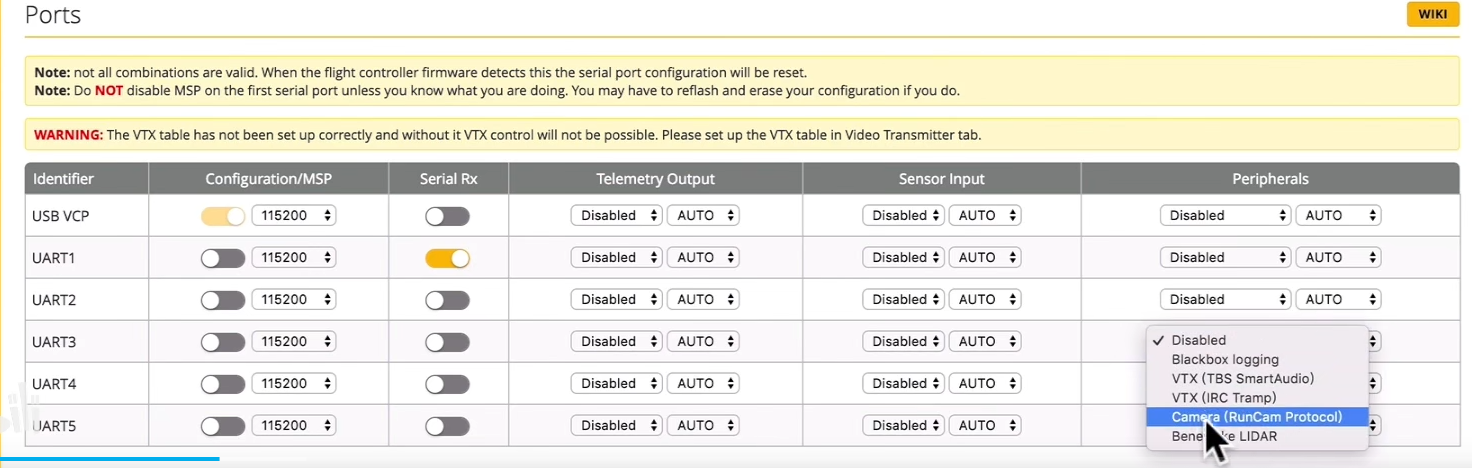 Ports
WIKI
Note: not all combinations are valid. When the flight controller firmware detects this the serial port configuration will be reset.
Note: Do NOT disable MSP on the first serial port unless you know what you are doing. You may have to reflash and erase your configuration if you do.
WARNING: The VTX table has not been set up correctly and without it VTX control will not be possible. Please set up the VTX table in Video Transmitter tab.
Identifier Configuration/MSP Serial Rx Telemetry Output Sensor Input Peripherals
USB VCP 115200 Disabled AUTO Disabled AUTO Disabled AUTO
UART1 115200 Disabled AUTO Disabled AUTO Disabled AUTO
UART2 115200 Disabled AUTO Disabled AUTO Disabled AUTO
UART3 115200 Disabled AUTO Disabled AUTO
UART4 115200 Disabled AUTO Disabled AUTO
UART5 115200 Disabled AUTO Disabled AUTO
Disabled
Blackbox logging
VTX (TBS SmartAudio)
VTX (IRC Tramp)
Camera (RunCam Protocol)
LIDAR